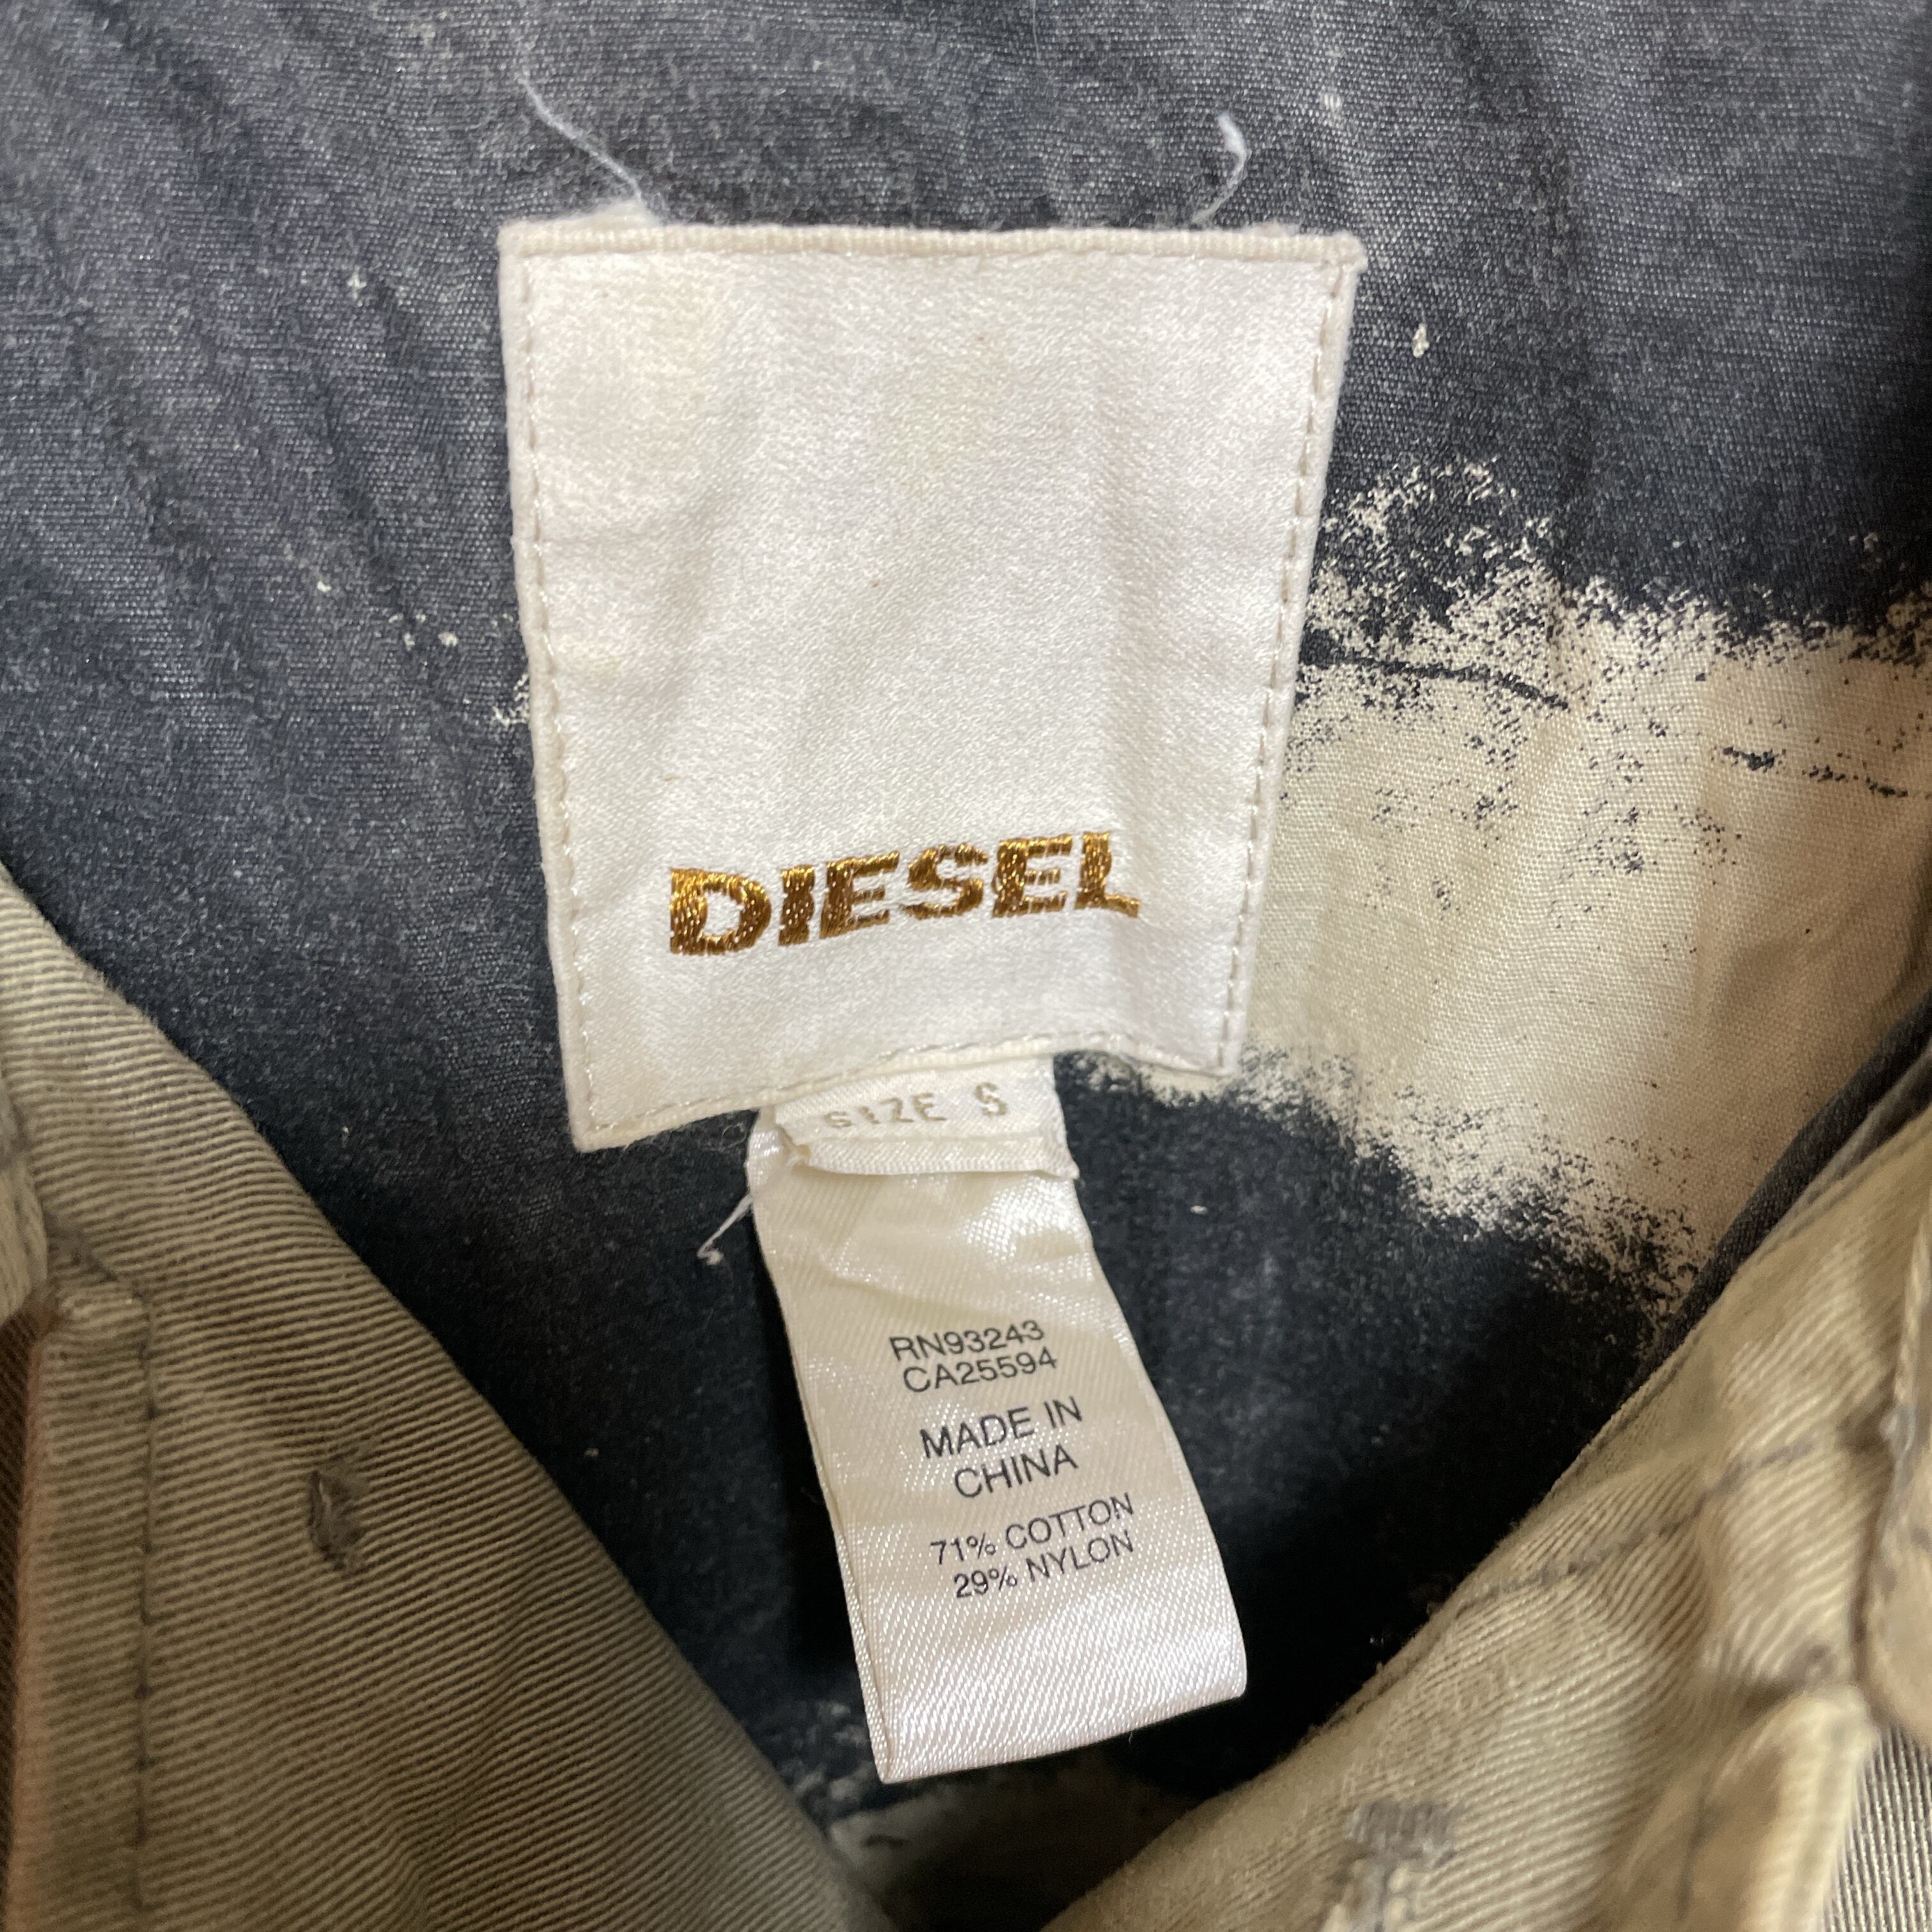 DIESEL
SIZE S
RN93243
CA25594
MADE IN
CHINA
71% COTTON
29% NYLON